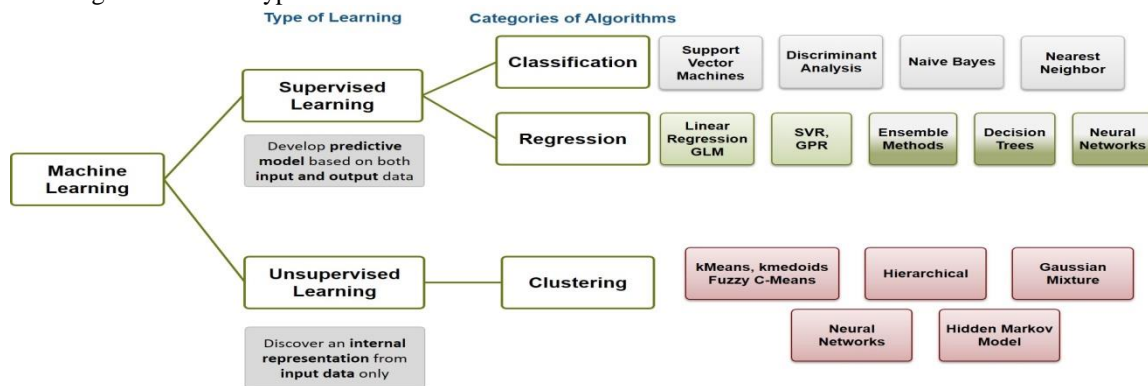 Type of Learning
Categories of Algorithms
Machine
Learning
Supervised
Learning
Develop predictive
model based on both
input and output data
Classification
Support
Vector
Machines
Discriminant
Analysis
Naive Bayes
Nearest
Neighbor
Regression
Linear
Regression
GLM
SVR,
GPR
Ensemble
Methods
Decision
Trees
Neural
Networks
Unsupervised
Learning
Discover an internal
representation from
input data only
Clustering
kMeans, kmedoids
Fuzzy C-Means
Hierarchical
Gaussian
Mixture
Neural
Networks
Hidden Markov
Model